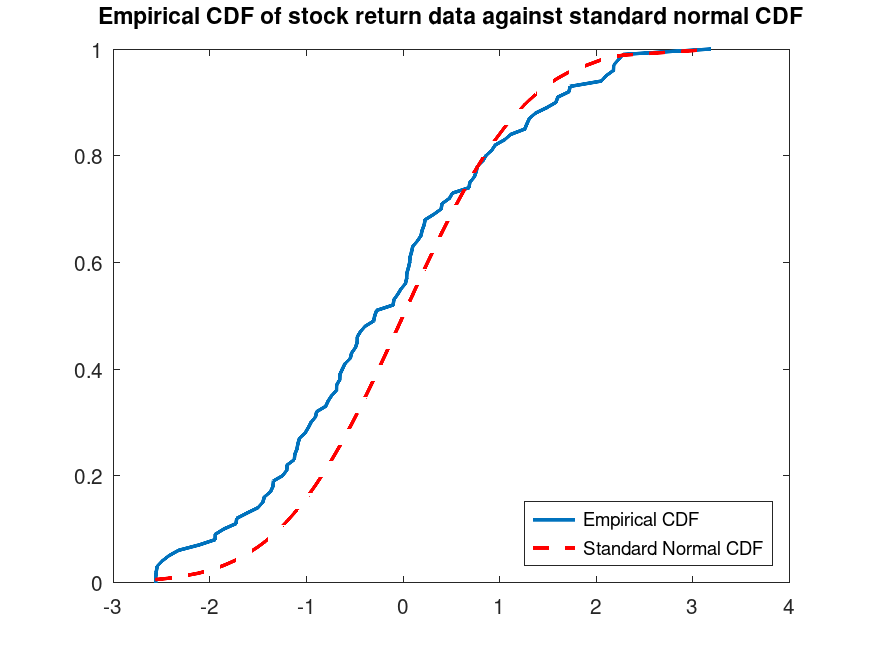 Empirical CDF of stock return data against standard normal CDF
1
0.8
0.6
0.4
0.2
0
-3 -2 -1 0 1 2 3 4
Empirical CDF
Standard Normal CDF